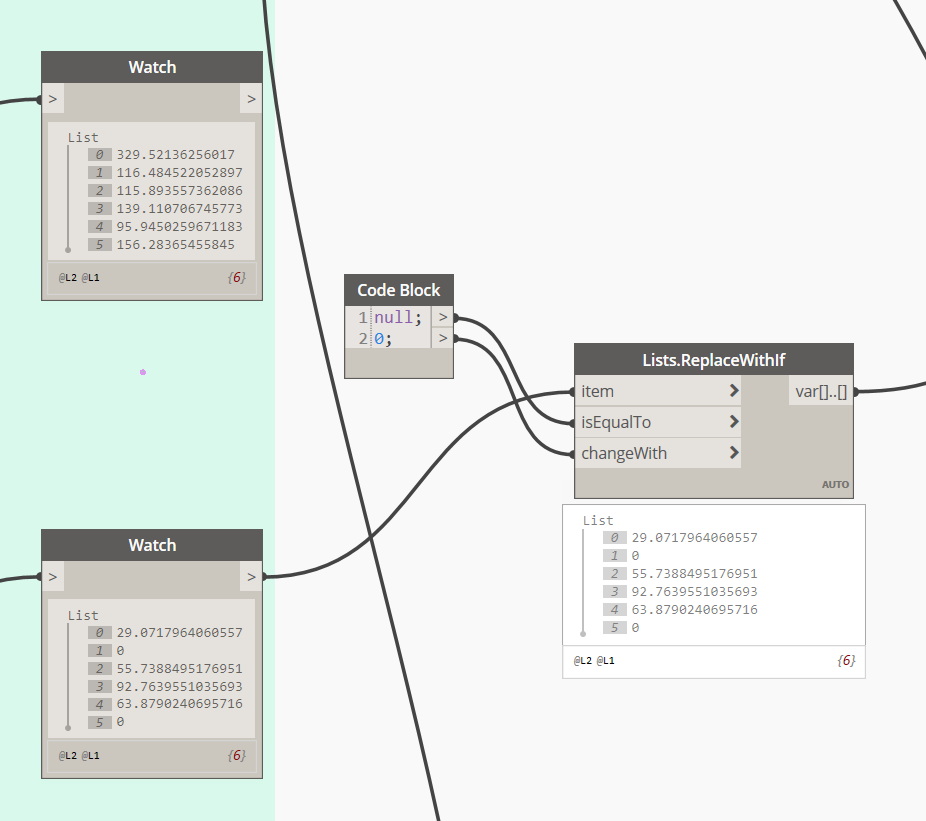 Watch
> >
List
0 329.52136256017
1 116.484522052897
2 115.893557362086
3 139.110706745773
4 95.9450259671183
5 156.28365455845
@L2 @L1 {6}
Code Block
1 null; >
2 0; >
Lists.ReplaceWithIf
item > var[]..[]
isEqualTo >
changeWith >
AUTO
List
0 29.0717964060557
1 0
2 55.7388495176951
3 92.7639551035693
4 63.8790240695716
5 0
@L2 @L1 {6}
Watch
> >
List
0 29.0717964060557
1 0
2 55.7388495176951
3 92.7639551035693
4 63.8790240695716
5 0
@L2 @L1 {6}